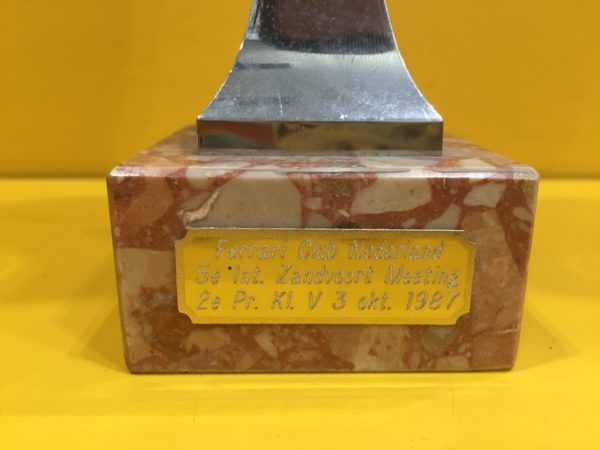 Ferrari Club Nederland
5e Int. Zandvoort Meeting
2e Pr. Kl. V 3 okt. 1987